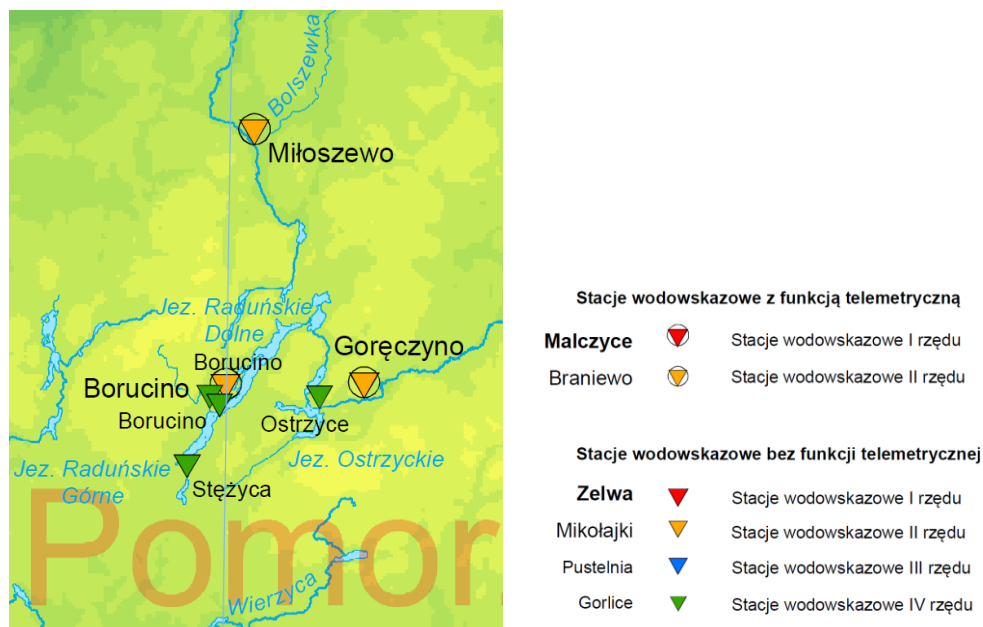 Bolszewka
Miłoszewo
Jez. Raduńskie
Dolne
Goręczyno
Borucino
Borucino
Borucino
Ostrzyce
Jez. Raduńskie
Górne
Jez. Ostrzyckie
Stężyca
Pomor
Wierzyca
Stacje wodowskazowe z funkcją telemetryczną
Malczyce Stacje wodowskazowe I rzędu
Braniewo Stacje wodowskazowe II rzędu
Stacje wodowskazowe bez funkcji telemetrycznej
Zelwa Stacje wodowskazowe I rzędu
Mikołajki Stacje wodowskazowe II rzędu
Pustelnia Stacje wodowskazowe III rzędu
Gorlice Stacje wodowskazowe IV rzędu